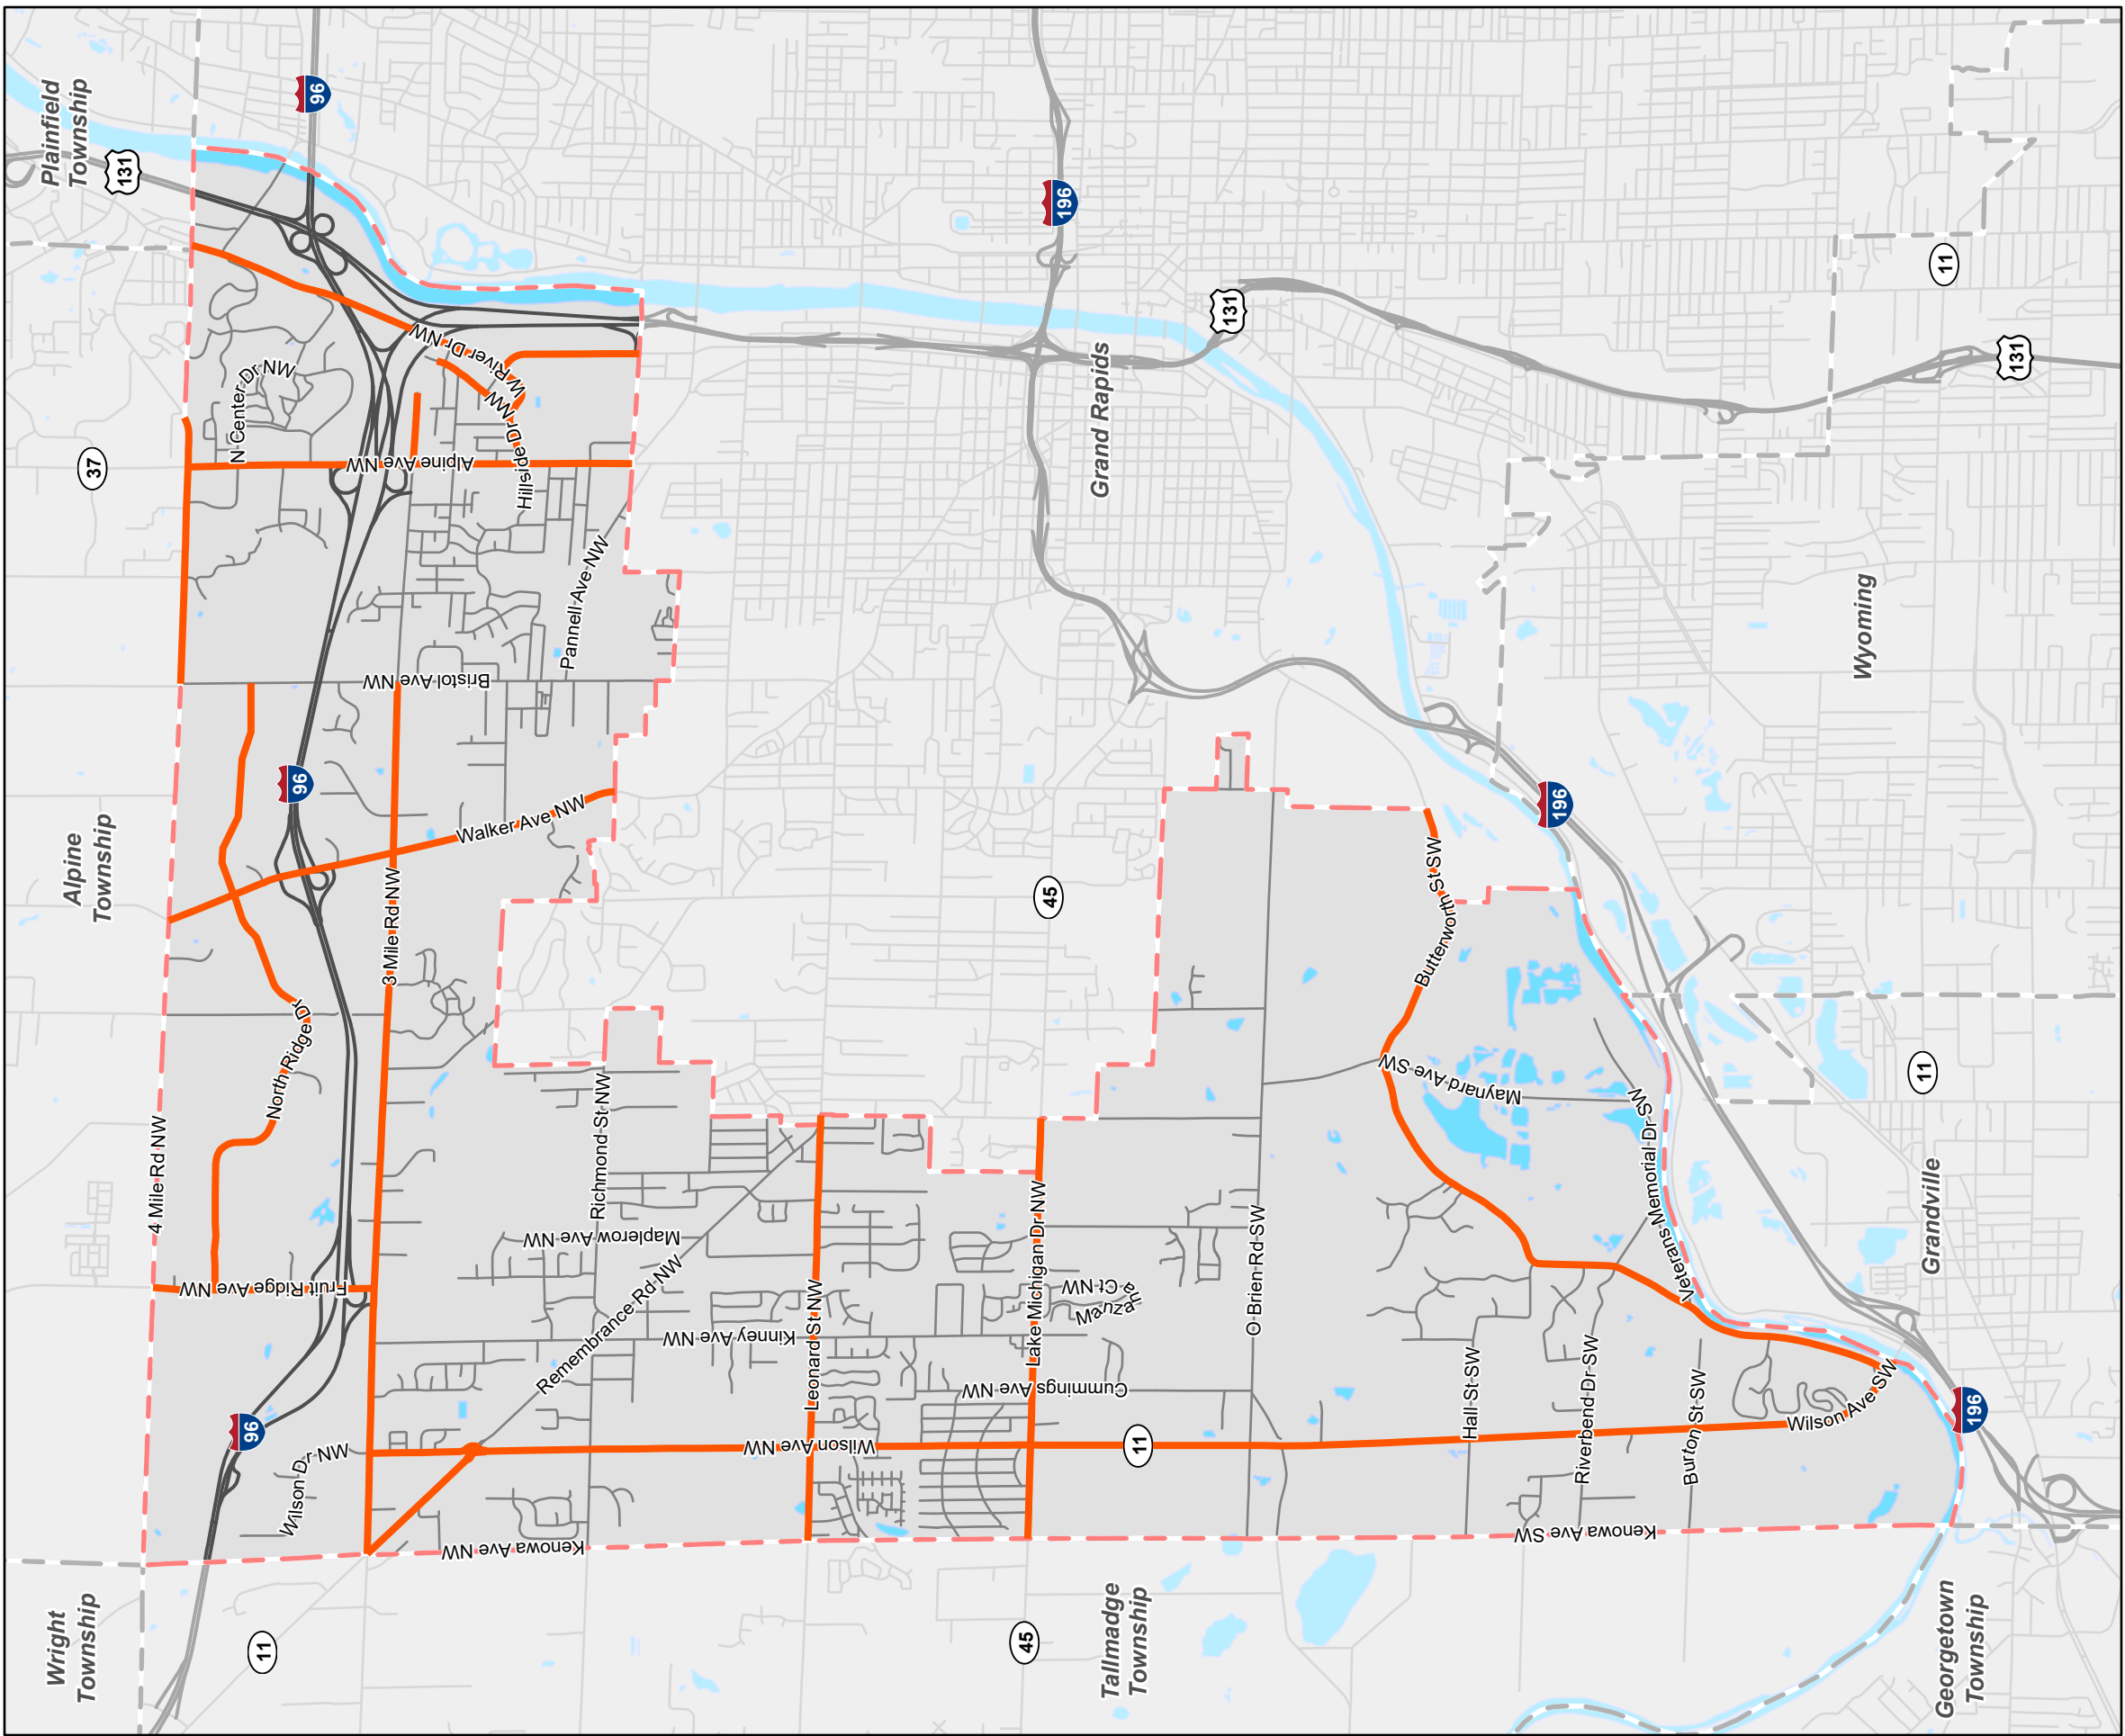 Wright
Township
Alpine
Township
Plainfield
Township
11
96
37
131
96
4 Mile Rd NW
Wilson Dr NW
Fruit Ridge Ave NW
North Ridge Dr
96
N Center Dr NW
Alpine Ave NW
W River Dr NW
Hillside Dr NW
3 Mile Rd NW
Bristol Ave NW
Walker Ave NW
Pannell Ave NW
Kenowa Ave NW
Remembrance Rd NW
Richmond St NW
Maplerow Ave NW
Kinney Ave NW
Wilson Ave NW
Leonard St NW
Cummings Ave NW
45
Lake Michigan Dr NW
Manzana
Ct NW
45
196
Grand Rapids
Tallmadge
Township
11
O Brien Rd SW
131
Butterworth St SW
Maynard Ave SW
Hall St SW
Riverbend Dr SW
Kenowa Ave SW
Burton St SW
Veterans Memorial Dr SW
196
Wilson Ave SW
Wyoming
11
131
Georgetown
Township
196
Grandville
11